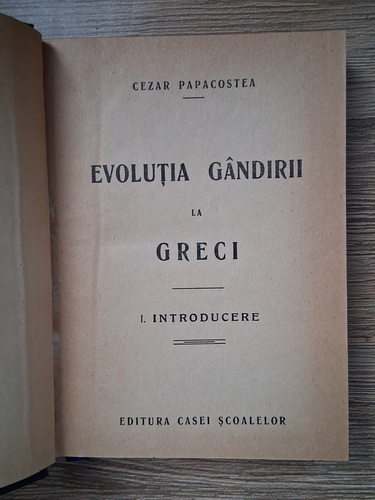 CEZAR PAPACOSTEA
EVOLUȚIA GÂNDIRII
LA
GRECI
I. INTRODUCERE
EDITURA CASEI ȘCOALELOR